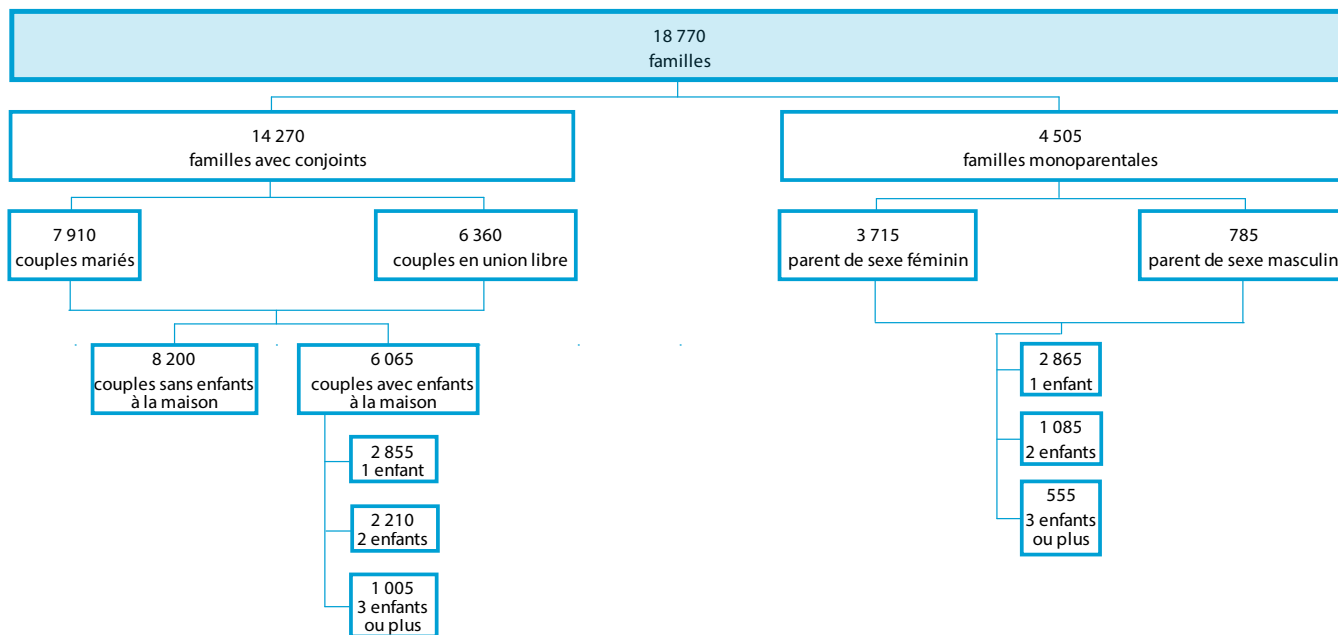 18 770
familles
14 270
familles avec conjoints
4 505
familles monoparentales
7 910
couples mariés
6 360
couples en union libre
3 715
parent de sexe féminin
785
parent de sexe masculin
8 200
couples sans enfants
à la maison
6 065
couples avec enfants
à la maison
2 855
1 enfant
2 210
2 enfants
1 005
3 enfants
ou plus
2 865
1 enfant
1 085
2 enfants
555
3 enfants
ou plus